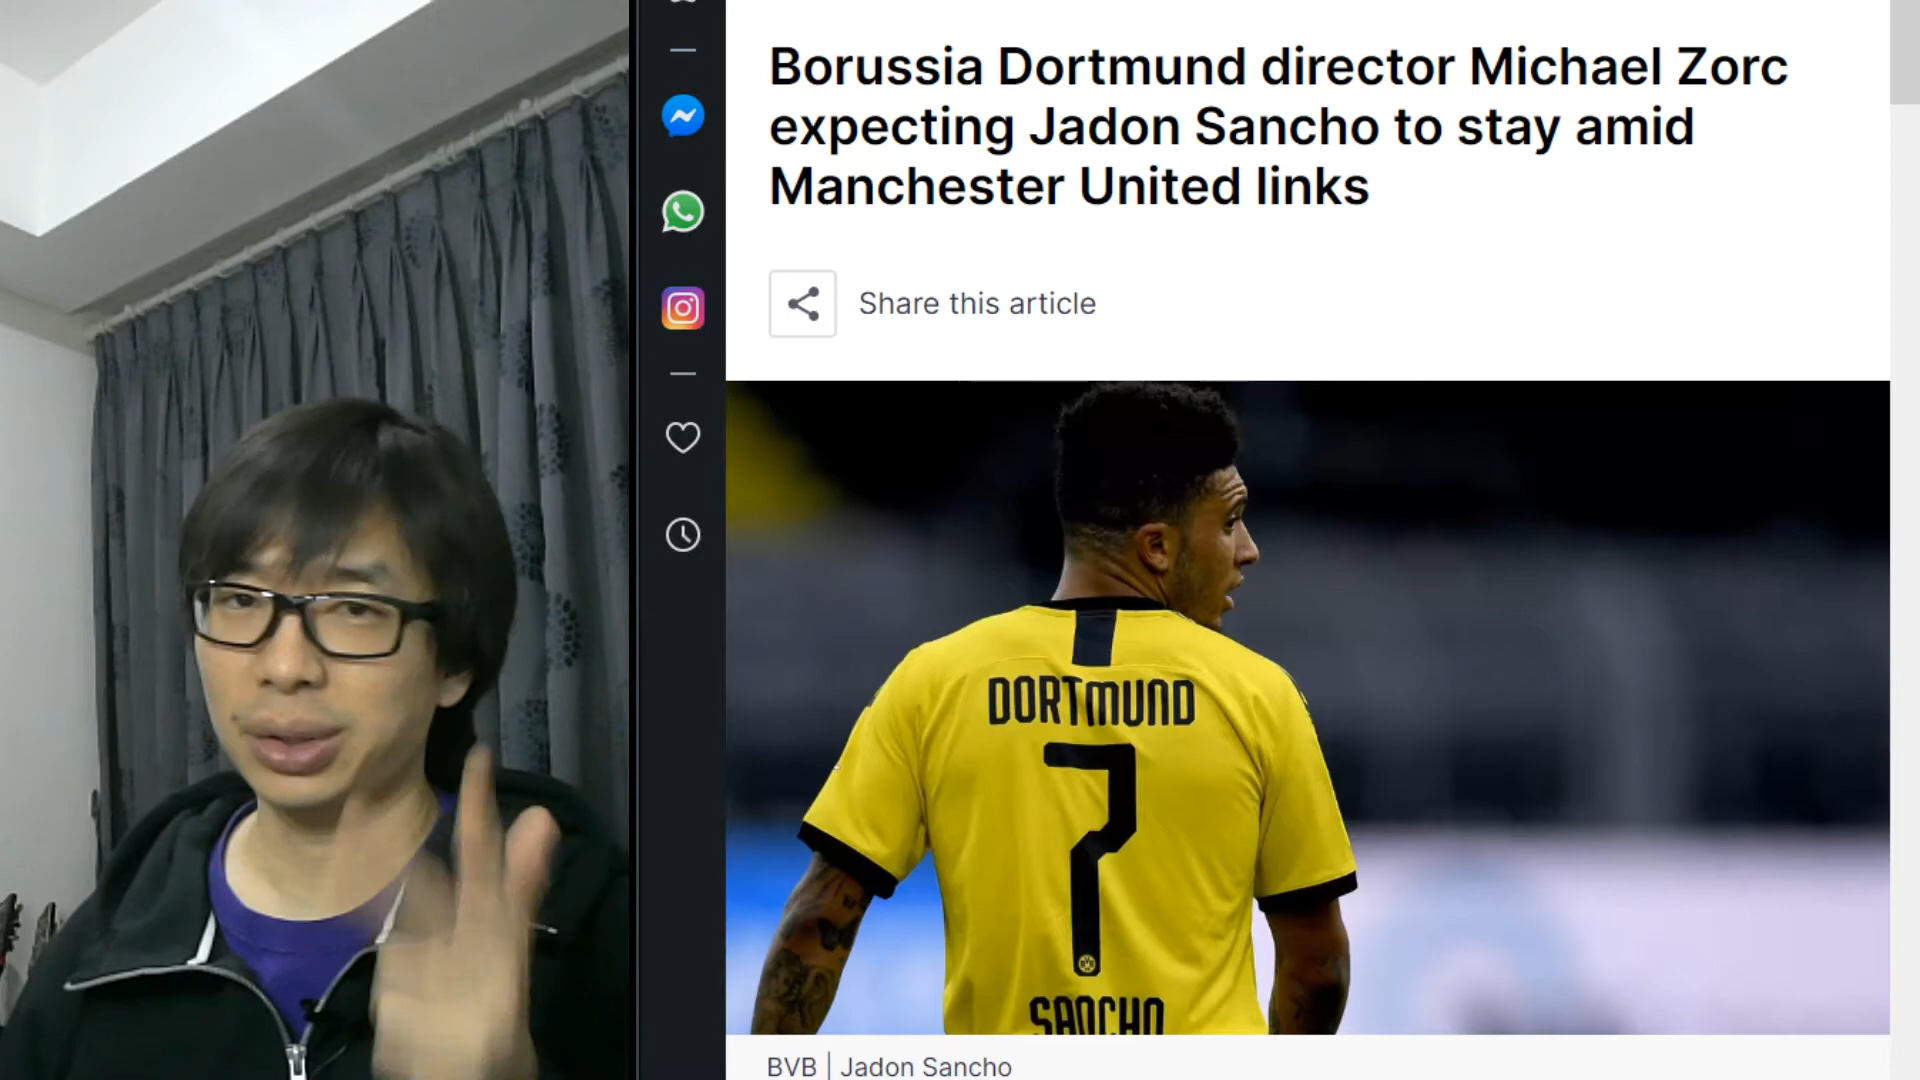 Borussia Dortmund director Michael Zorc
expecting Jadon Sancho to stay amid
Manchester United links
Share this article
DORTMUND
7
SANCHO
BVB | Jadon Sancho